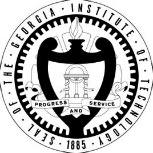 SEAL · OF · THE · GEORGIA · INSTITUTE · OF · TECHNOLOGY ·
PROGRESS AND SERVICE
1885